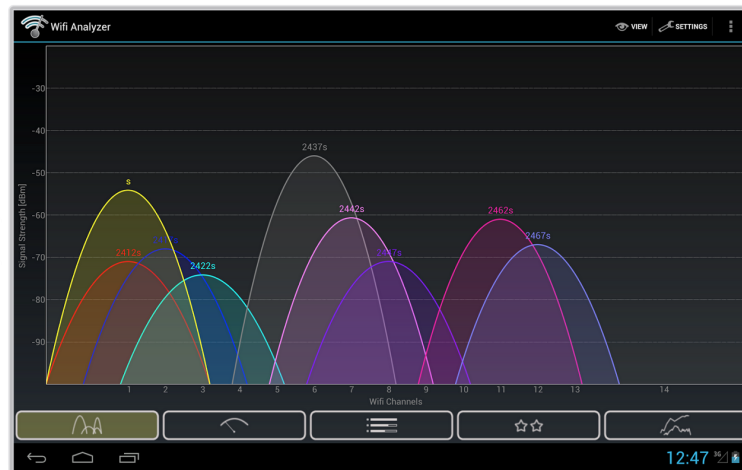 Wifi Analyzer
VIEW
SETTINGS
Signal Strength [dBm]
-30
-40
-50
-60
-70
-80
-90
s
2412s
2422s
2437s
2442s
2462s
2467s
1 2 3 4 5 6 7 8 9 10 11 12 13 14
Wifi Channels
12:47
3G